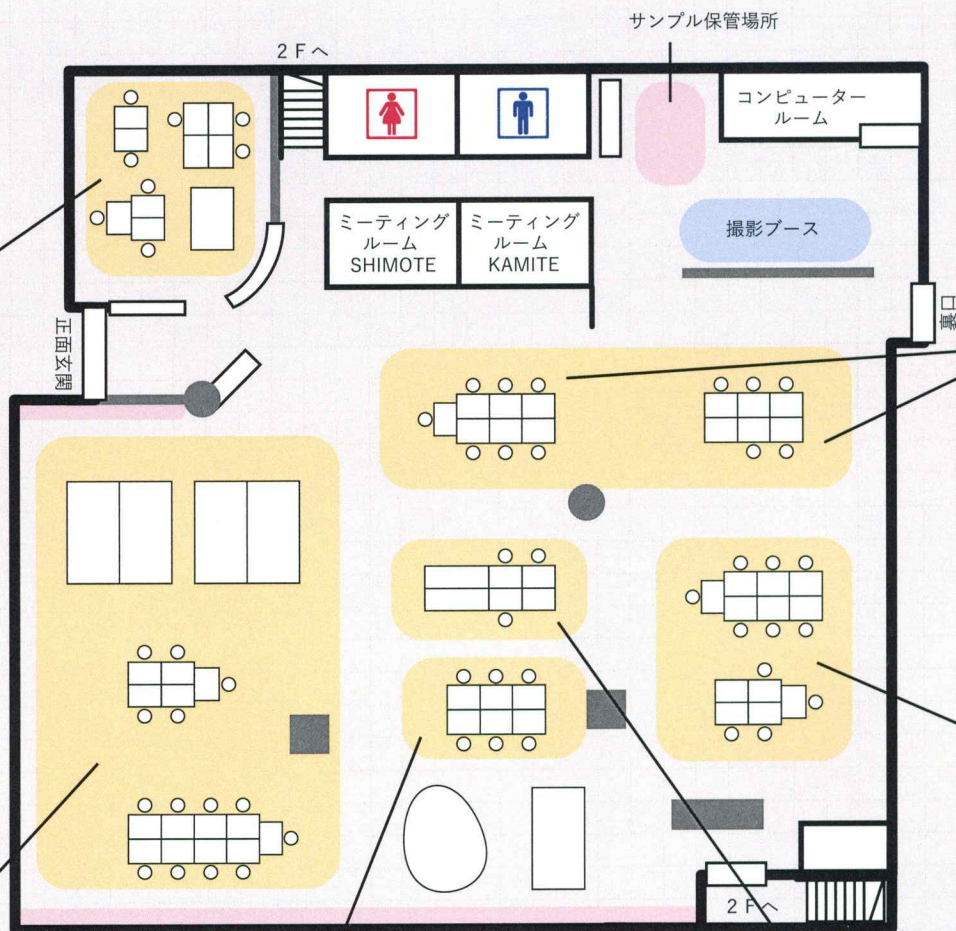 サンプル保管場所
2Fへ
コンピューター
ルーム
ミーティング
ルーム
SHIMOTE
ミーティング
ルーム
KAMITE
撮影ブース
正面玄関
裏口
2Fへ